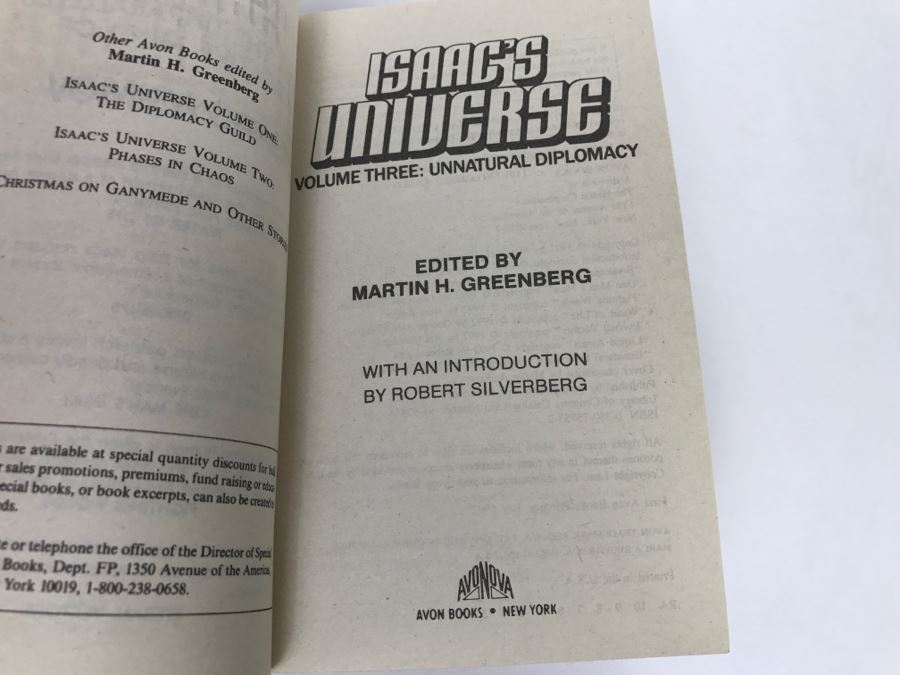 Other Avon Books edited by
Martin H. Greenberg
ISAAC'S UNIVERSE VOLUME ONE:
THE DIPLOMACY GUILD
ISAAC'S UNIVERSE VOLUME TWO:
PHASES IN CHAOS
CHRISTMAS ON GANYMEDE AND OTHER STORIES
are available at special quantity discounts for
sales promotions, premiums, fund raising or
books, or book excerpts, can also be created
or telephone the office of the Director of Special
Books, Dept. FP, 1350 Avenue of the Americas,
York 10019, 1-800-238-0658.
ISAAC'S
UNIVERSE
VOLUME THREE: UNNATURAL DIPLOMACY
EDITED BY
MARTIN H. GREENBERG
WITH AN INTRODUCTION
BY ROBERT SILVERBERG
AVONOVA
AVON BOOKS • NEW YORK